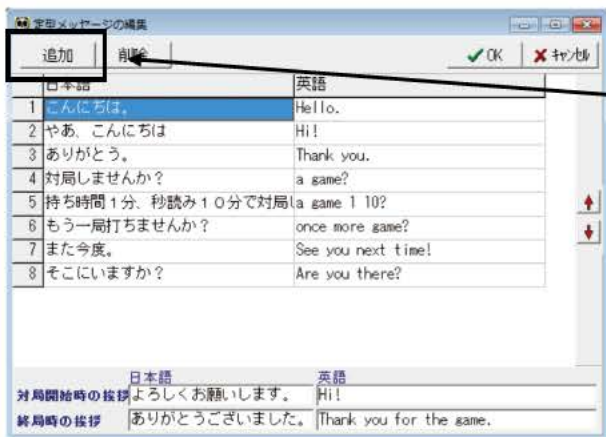 定型メッセージの編集
追加 削除 OK キャンセル
日本語 英語
1 こんにちは。 Hello.
2 やあ、こんにちは Hi!
3 ありがとう。 Thank you.
4 対局しませんか？ a game?
5 持ち時間１分、秒読み１０分で対局し a game 1 10?
6 もう一局打ちませんか？ once more game?
7 また今度。 See you next time!
8 そこにいますか？ Are you there?
日本語 英語
対局開始時の挨拶 よろしくお願いします。 Hi!
終局時の挨拶 ありがとうございました。 Thank you for the game.